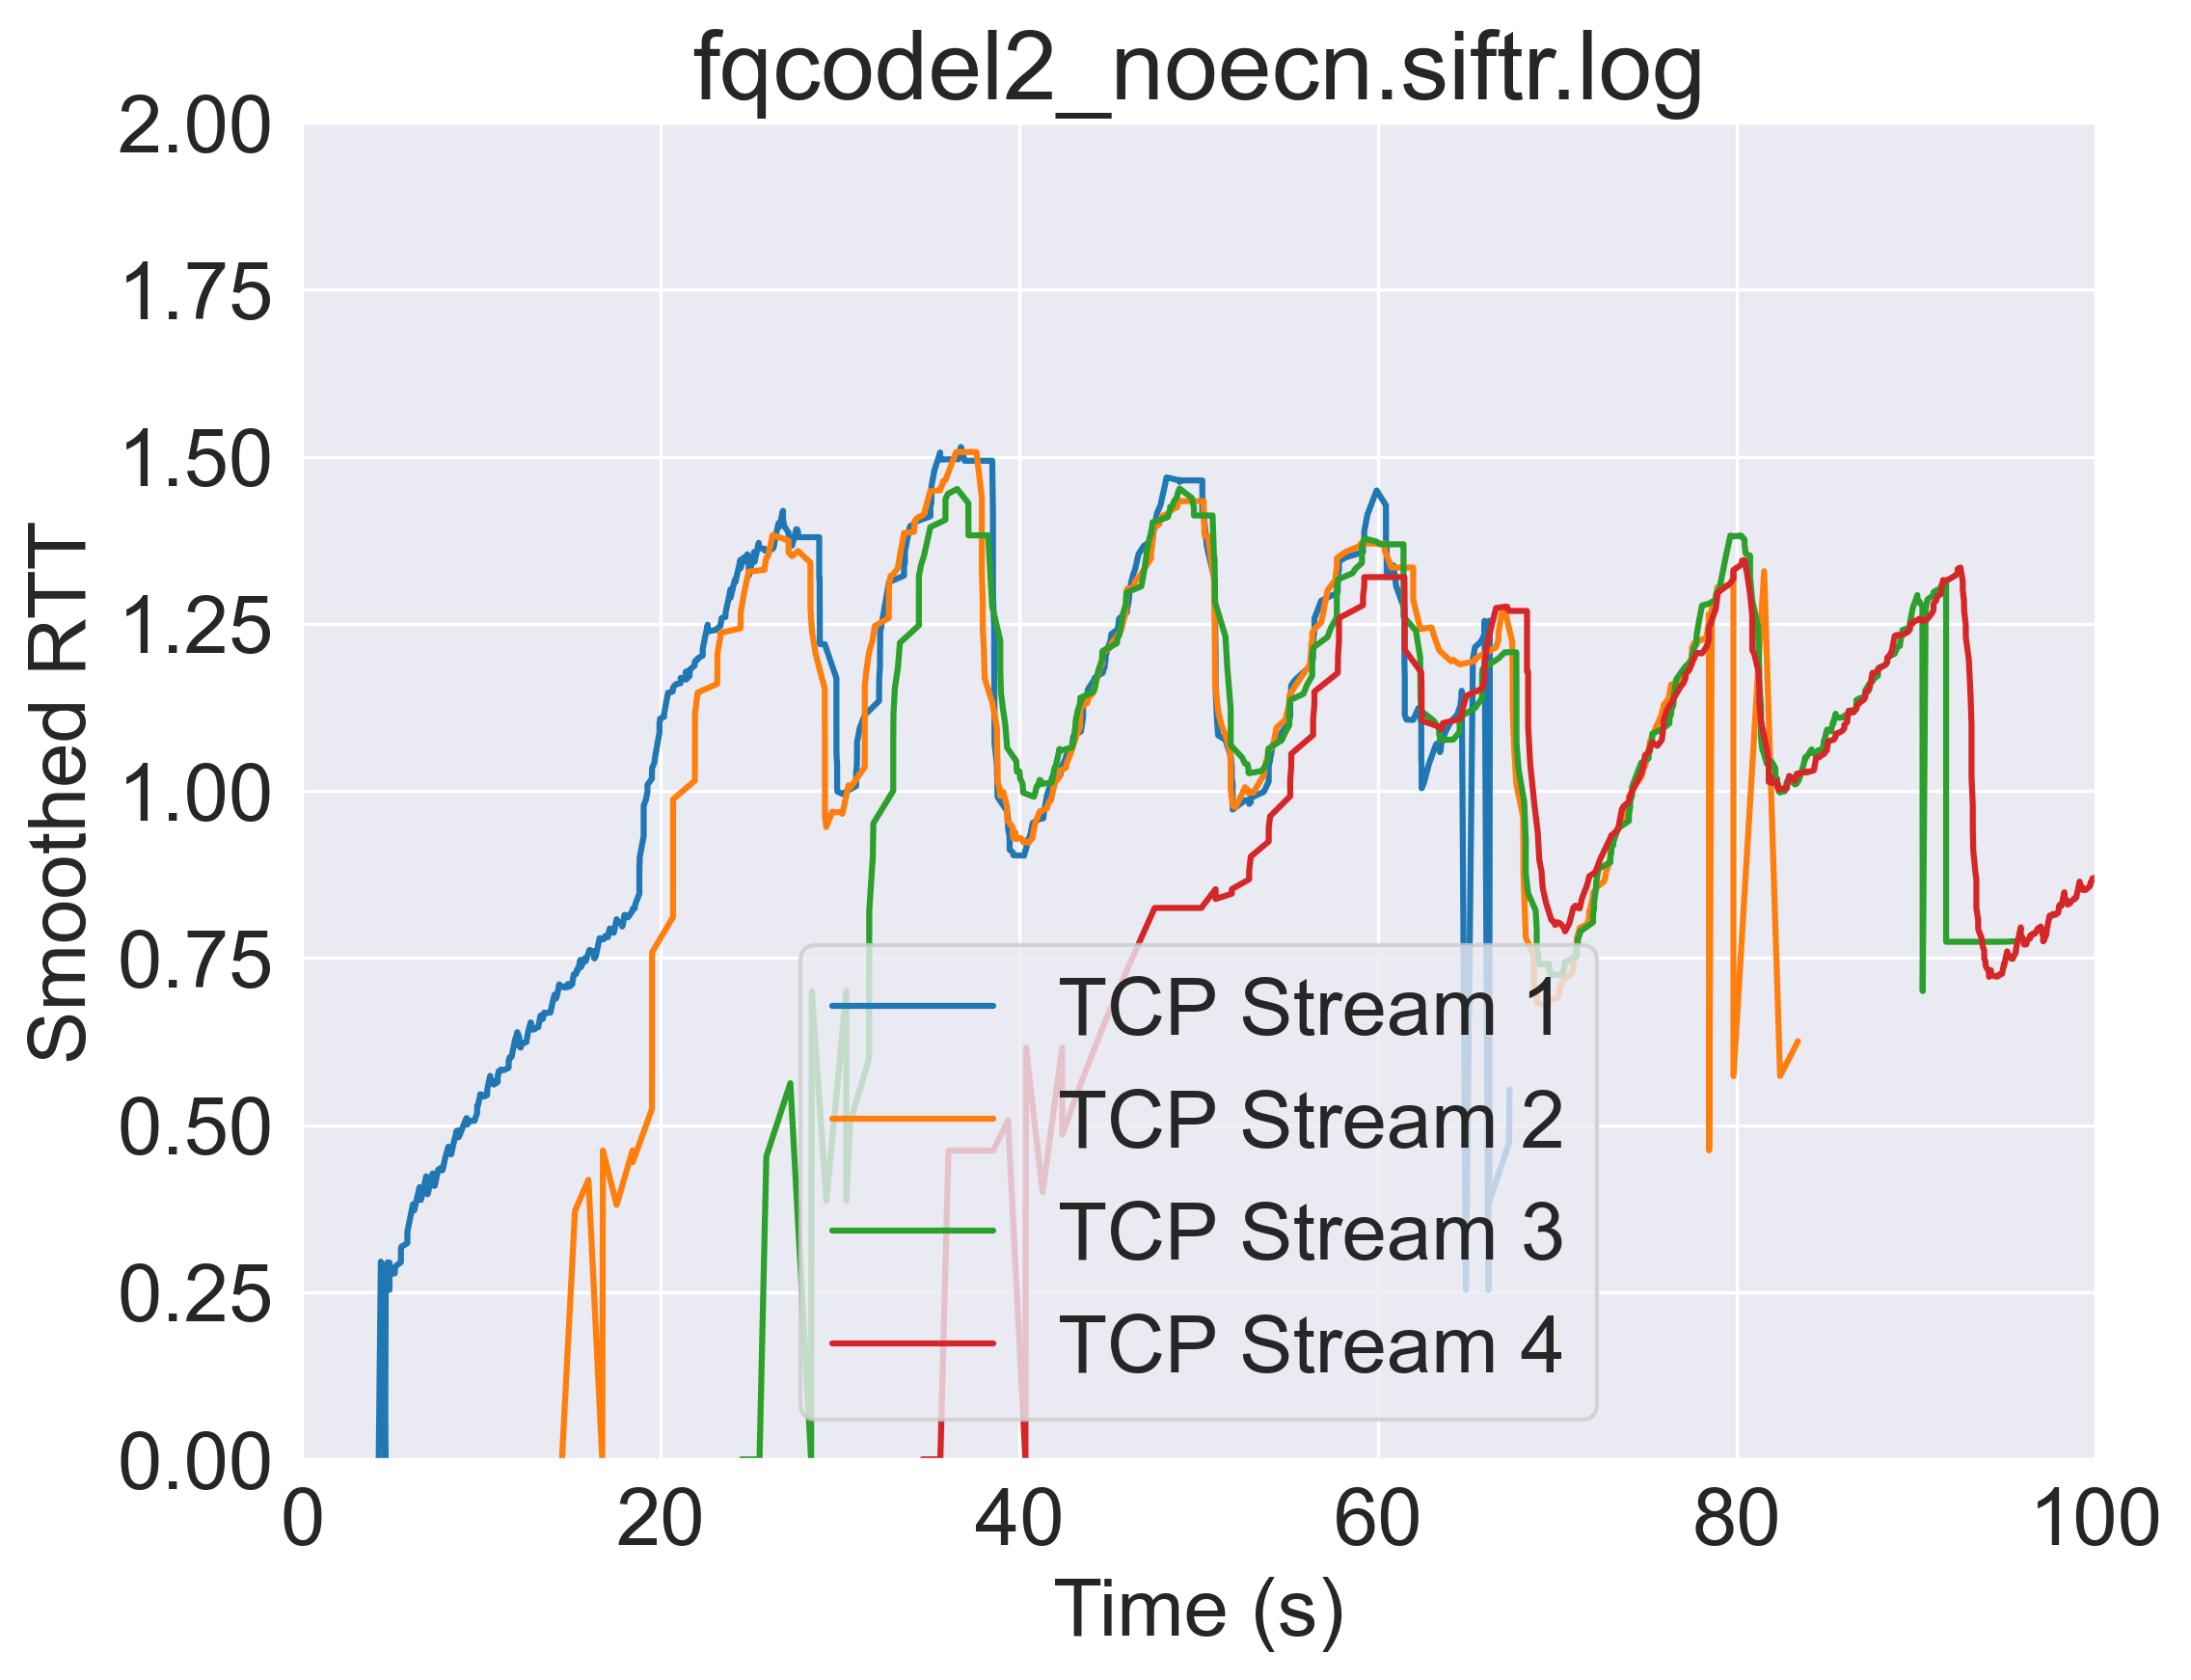 fqcodel2_noecn.siftr.log
2.00
1.75
1.50
1.25
1.00
0.75
0.50
0.25
0.00
Smoothed RTT
TCP Stream 1
TCP Stream 2
TCP Stream 3
TCP Stream 4
0 20 40 60 80 100
Time (s)